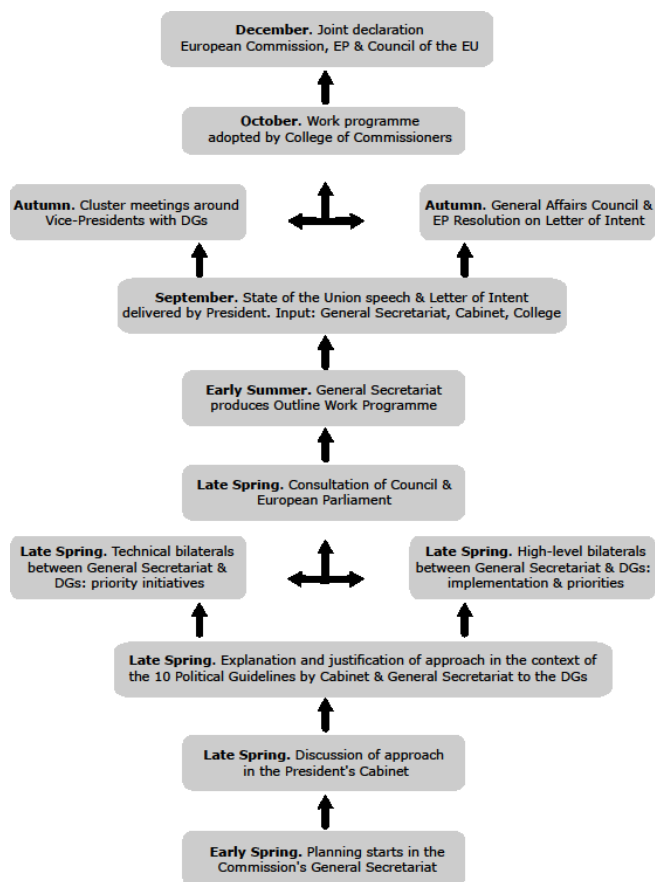 December. Joint declaration
European Commission, EP & Council of the EU
October. Work programme
adopted by College of Commissioners
Autumn. Cluster meetings around
Vice-Presidents with DGs
Autumn. General Affairs Council &
EP Resolution on Letter of Intent
September. State of the Union speech & Letter of Intent
delivered by President. Input: General Secretariat, Cabinet, College
Early Summer. General Secretariat
produces Outline Work Programme
Late Spring. Consultation of Council &
European Parliament
Late Spring. Technical bilaterals
between General Secretariat &
DGs: priority initiatives
Late Spring. High-level bilaterals
between General Secretariat & DGs:
implementation & priorities
Late Spring. Explanation and justification of approach in the context of
the 10 Political Guidelines by Cabinet & General Secretariat to the DGs
Late Spring. Discussion of approach
in the President's Cabinet
Early Spring. Planning starts in the
Commission's General Secretariat